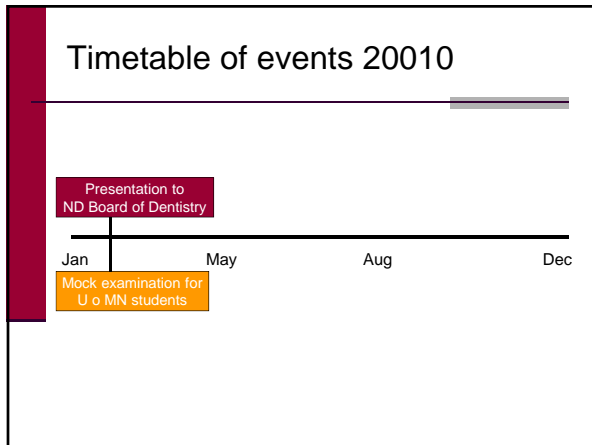 Timetable of events 20010
Presentation to
ND Board of Dentistry
Jan May Aug Dec
Mock examination for
U o MN students